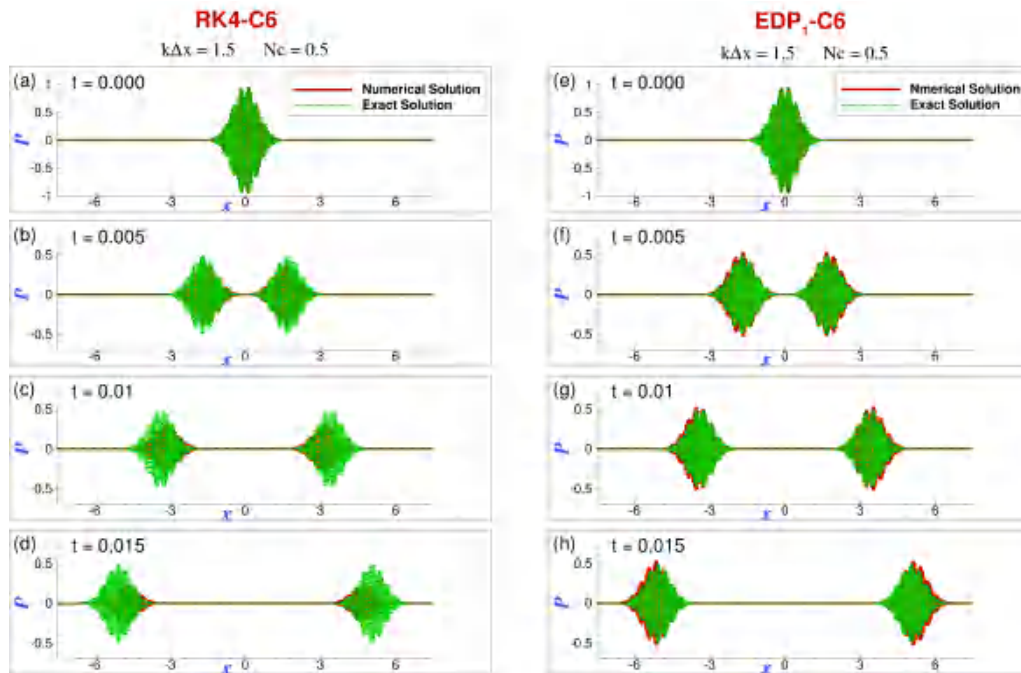 RK4-C6
kΔx = 1.5 Nc = 0.5
(a) t = 0.000
Numerical Solution
Exact Solution
1
0.5
0
-0.5
-1
-6 -3 0 3 6
x
(b) t = 0.005
0.5
0
-0.5
-6 -3 0 3 6
x
(c) t = 0.01
0.5
0
-0.5
-6 -3 0 3 6
x
(d) t = 0.015
0.5
0
-0.5
-6 -3 0 3 6
x
EDP₁-C6
kΔx = 1.5 Nc = 0.5
(e) t = 0.000
Nmerical Solution
Exact Solution
1
0.5
0
-0.5
-1
-6 -3 0 3 6
x
(f) t = 0.005
0.5
0
-0.5
-6 -3 0 3 6
x
(g) t = 0.01
0.5
0
-0.5
-6 -3 0 3 6
x
(h) t = 0.015
0.5
0
-0.5
-6 -3 0 3 6
x